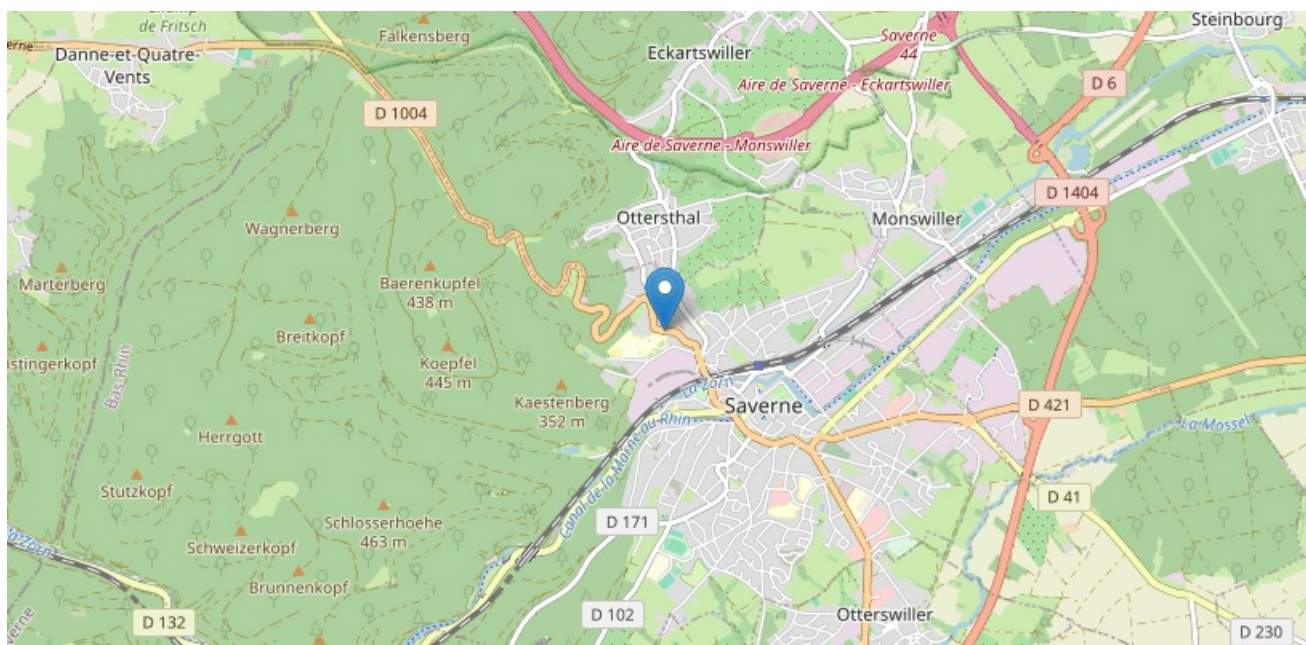 de Fritsch
Falkensberg
Steinbourg
Saverne
44
Danne-et-Quatre-
Vents
Eckartswiller
Aire de Saverne - Eckartswiller
D 6
D 1004
Aire de Saverne - Monswiller
D 1404
Ottersthal
Monswiller
Wagnerberg
Marterberg
Baerenkupfel
438 m
Breitkopf
Koepfel
445 m
Bas Rhin
Kaestenberg
352 m
La Zorn
Saverne
D 421
La Mossel
Herrgott
Canal de la Marne au Rhin
Stutzkopf
D 41
Schlosserhoehe
463 m
D 171
Schweizerkopf
Brunnenkopf
D 132
D 102
Otterswiller
D 230